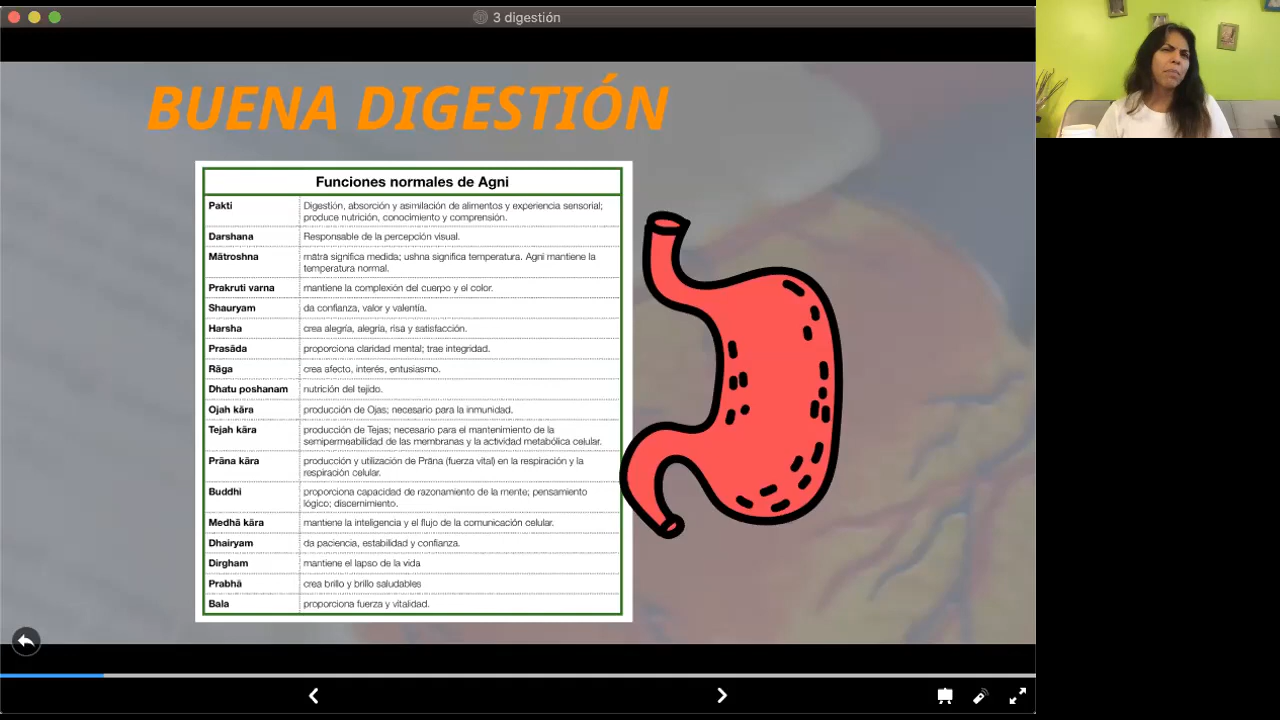 3 digestión
BUENA DIGESTIÓN
Funciones normales de Agni
Pakti Digestión, absorción y asimilación de alimentos y experiencia sensorial;
produce nutrición, conocimiento y comprensión.
Darshana Responsable de la percepción visual.
Mātroshna mātrā significa medida; ushna significa temperatura. Agni mantiene la
temperatura normal.
Prakruti varna mantiene la complexión del cuerpo y el color.
Shauryam da confianza, valor y valentía.
Harsha crea alegría, alegría, risa y satisfacción.
Prasāda proporciona claridad mental; trae integridad.
Rāga crea afecto, interés, entusiasmo.
Dhatu poshanam nutrición del tejido.
Ojah kāra producción de Ojas; necesario para la inmunidad.
Tejah kāra producción de Tejas; necesario para el mantenimiento de la
semipermeabilidad de las membranas y la actividad metabólica celular.
Prāna kāra producción y utilización de Prāna (fuerza vital) en la respiración y la
respiración celular.
Buddhi proporciona capacidad de razonamiento de la mente; pensamiento
lógico; discernimiento.
Medhā kāra mantiene la inteligencia y el flujo de la comunicación celular.
Dhairyam da paciencia, estabilidad y confianza.
Dirgham mantiene el lapso de la vida
Prabhā crea brillo y brillo saludables
Bala proporciona fuerza y vitalidad.